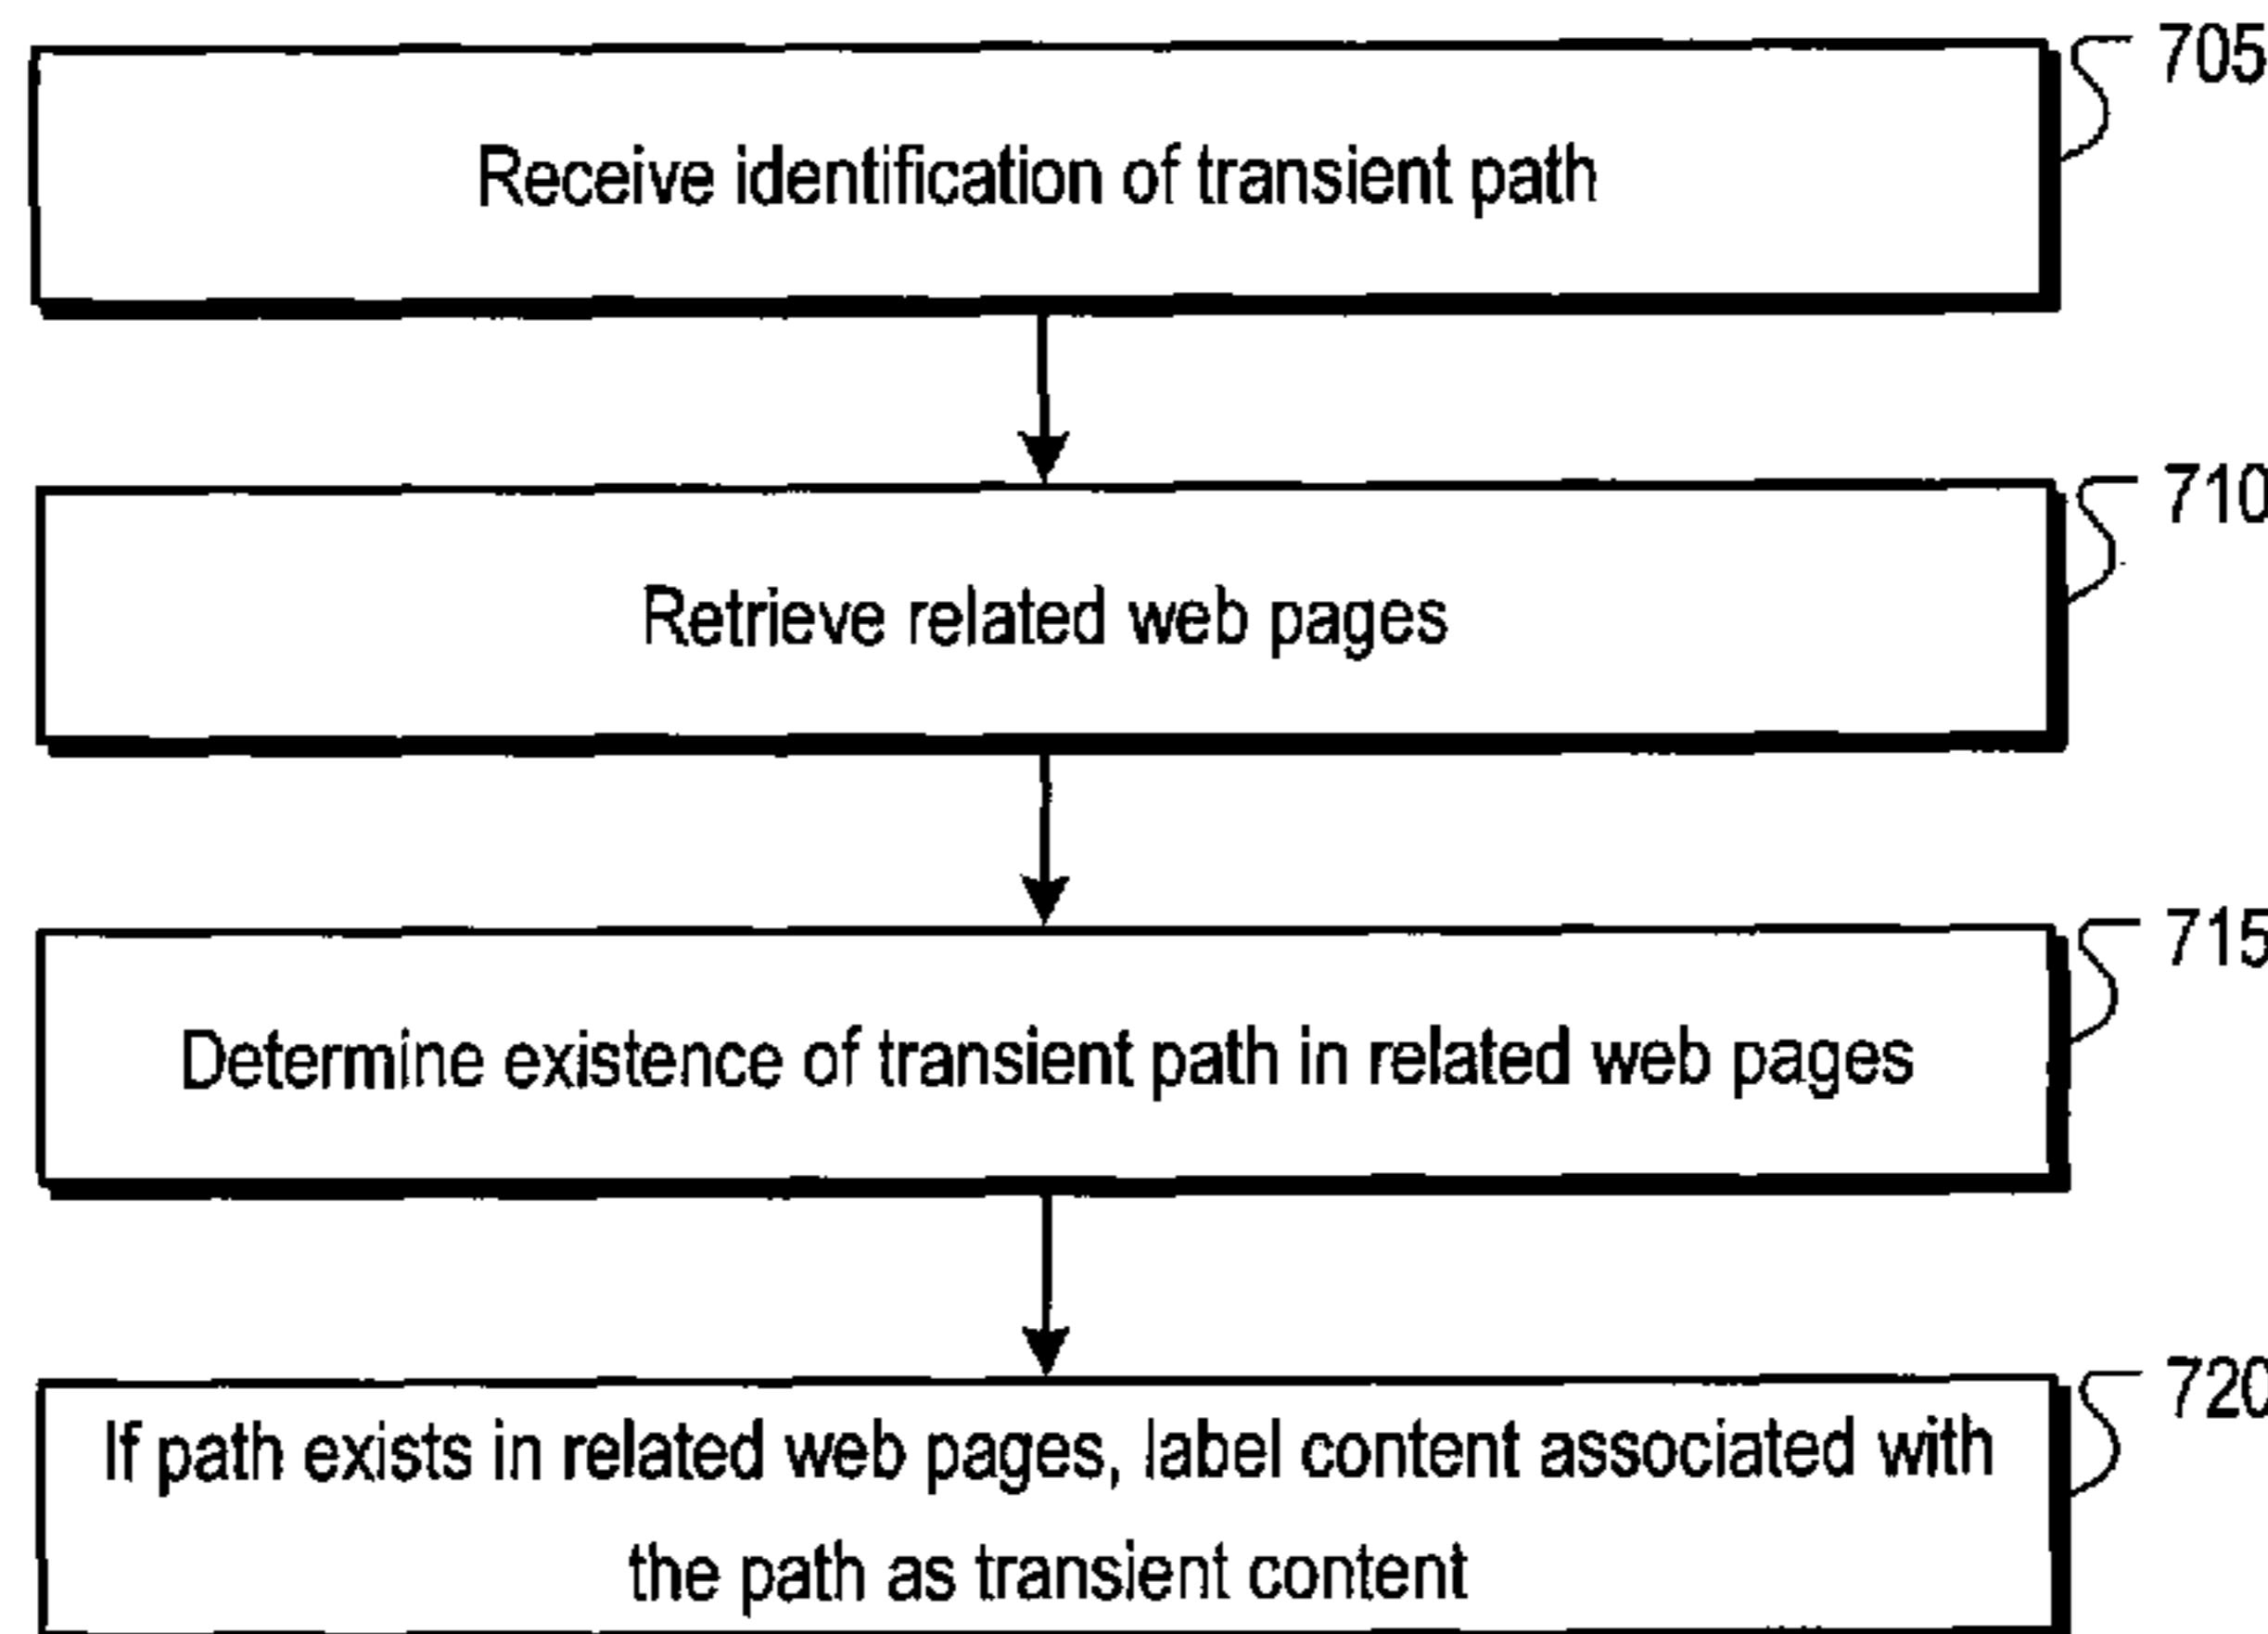 705
Receive identification of transient path
710
Retrieve related web pages
715
Determine existence of transient path in related web pages
720
If path exists in related web pages, label content associated with
the path as transient content